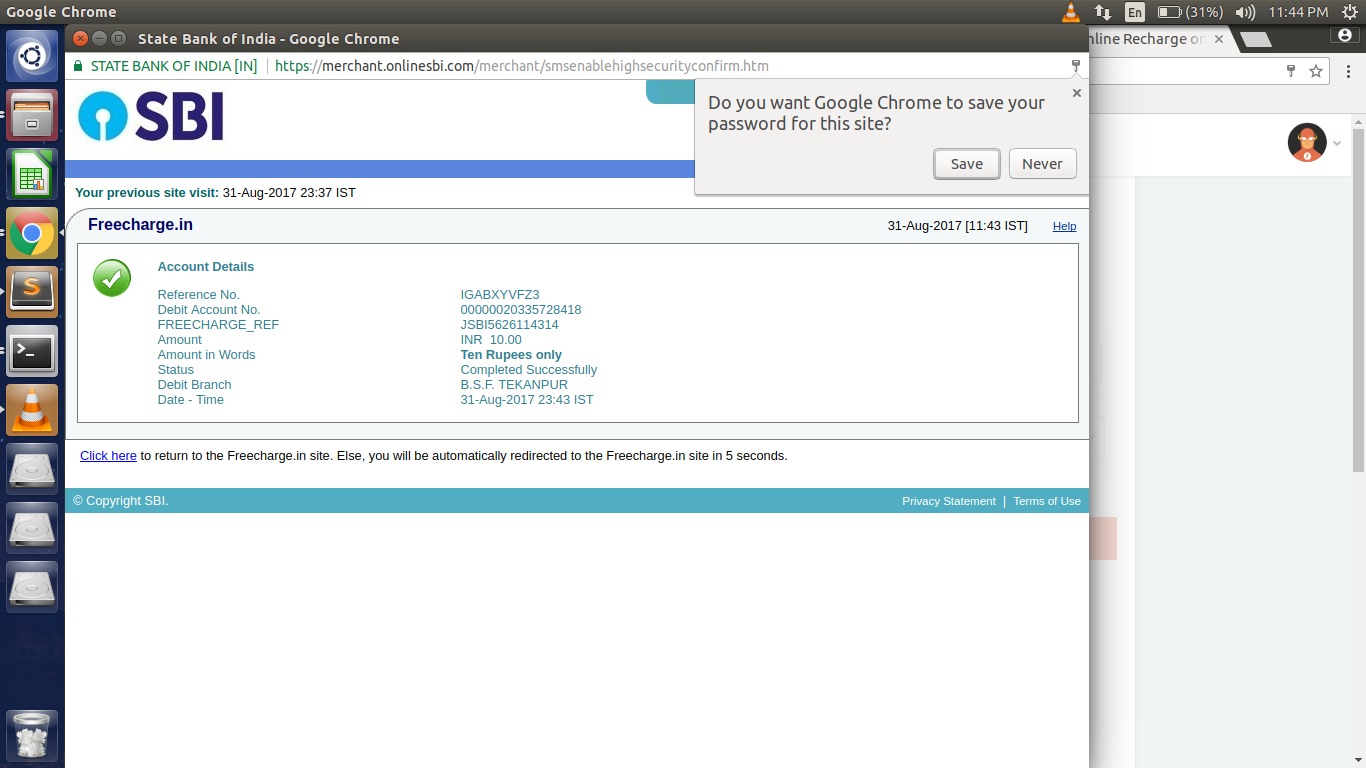 Google Chrome
En
(31%)
11:44 PM
State Bank of India - Google Chrome
nline Recharge on
STATE BANK OF INDIA [IN]
https://merchant.onlinesbi.com/merchant/smsenablehighsecurityconfirm.htm
SBI
Do you want Google Chrome to save your
password for this site?
Save
Never
Your previous site visit: 31-Aug-2017 23:37 IST
Freecharge.in
31-Aug-2017 [11:43 IST]
Help
Account Details
Reference No. IGABXYVFZ3
Debit Account No. 00000020335728418
FREECHARGE_REF JSBI5626114314
Amount INR 10.00
Amount in Words Ten Rupees only
Status Completed Successfully
Debit Branch B.S.F. TEKANPUR
Date - Time 31-Aug-2017 23:43 IST
Click here to return to the Freecharge.in site. Else, you will be automatically redirected to the Freecharge.in site in 5 seconds.
© Copyright SBI.
Privacy Statement | Terms of Use